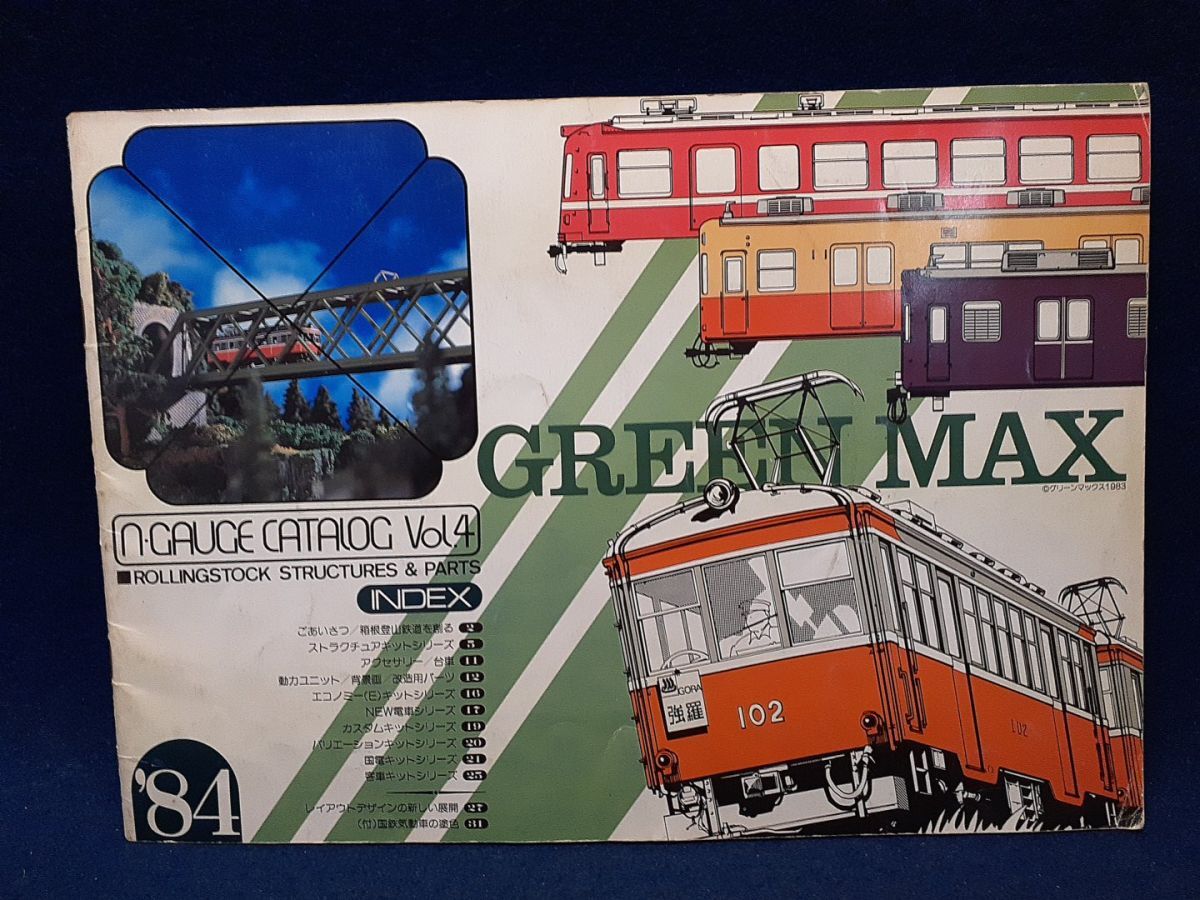 GREEN MAX
©グリーンマックス1983
n·GAUGE CATALOG Vol.4
■ROLLINGSTOCK STRUCTURES & PARTS
INDEX
ごあいさつ/箱根登山鉄道を創る 2
ストラクチュアキットシリーズ 5
アクセサリー/台車 11
動力ユニット/背景画/改造用パーツ 12
エコノミー(E)キットシリーズ 16
NEW電車シリーズ 17
カスタムキットシリーズ 19
バリエーションキットシリーズ 20
国電キットシリーズ 21
客車キットシリーズ 25
レイアウトデザインの新しい展開 27
(付)国鉄気動車の塗色 31
'84
GORA
強羅
102
102